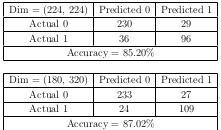 Dim = (224, 224) Predicted 0 Predicted 1
Actual 0 230 29
Actual 1 36 96
Accuracy = 85.20%
Dim = (180, 320) Predicted 0 Predicted 1
Actual 0 233 27
Actual 1 24 109
Accuracy = 87.02%